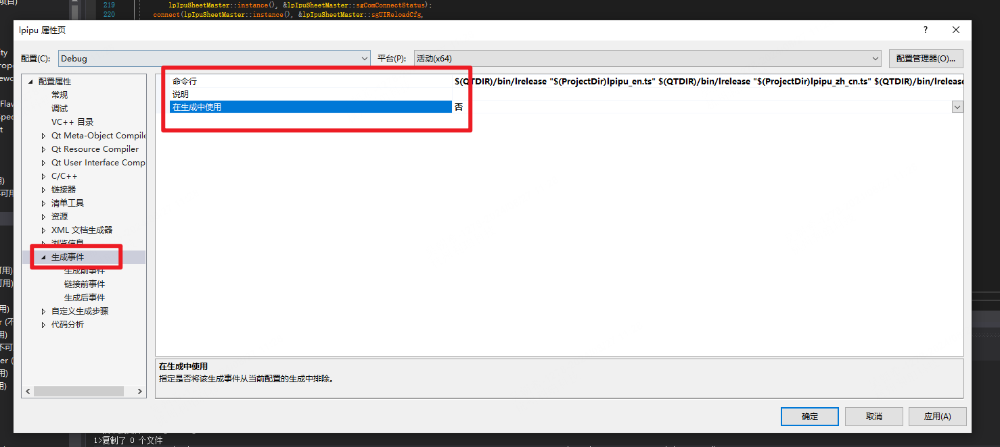 项目)
219 lpIpuSheetMaster::instance(), &lpIpuSheetMaster::sgComConnectStatus);
220 connect(lpIpuSheetMaster::instance(), &lpIpuSheetMaster::sgUIReloadCfg,
lpipu 属性页
? ×
配置(C): Debug 平台(P): 活动(x64) 配置管理器(O)...
配置属性
常规
调试
VC++ 目录
Qt Meta-Object Compile
Qt Resource Compiler
Qt User Interface Comp
C/C++
链接器
清单工具
资源
XML 文档生成器
浏览信息
生成事件
生成前事件
链接前事件
生成后事件
自定义生成步骤
代码分析
命令行 $(QTDIR)/bin/lrelease "$(ProjectDir)lpipu_en.ts" $(QTDIR)/bin/lrelease "$(ProjectDir)lpipu_zh_cn.ts" $(QTDIR)/bin/lrelease
说明
在生成中使用 否
在生成中使用
指定是否将该生成事件从当前配置的生成中排除。
确定 取消 应用(A)
1>复制了 0 个文件